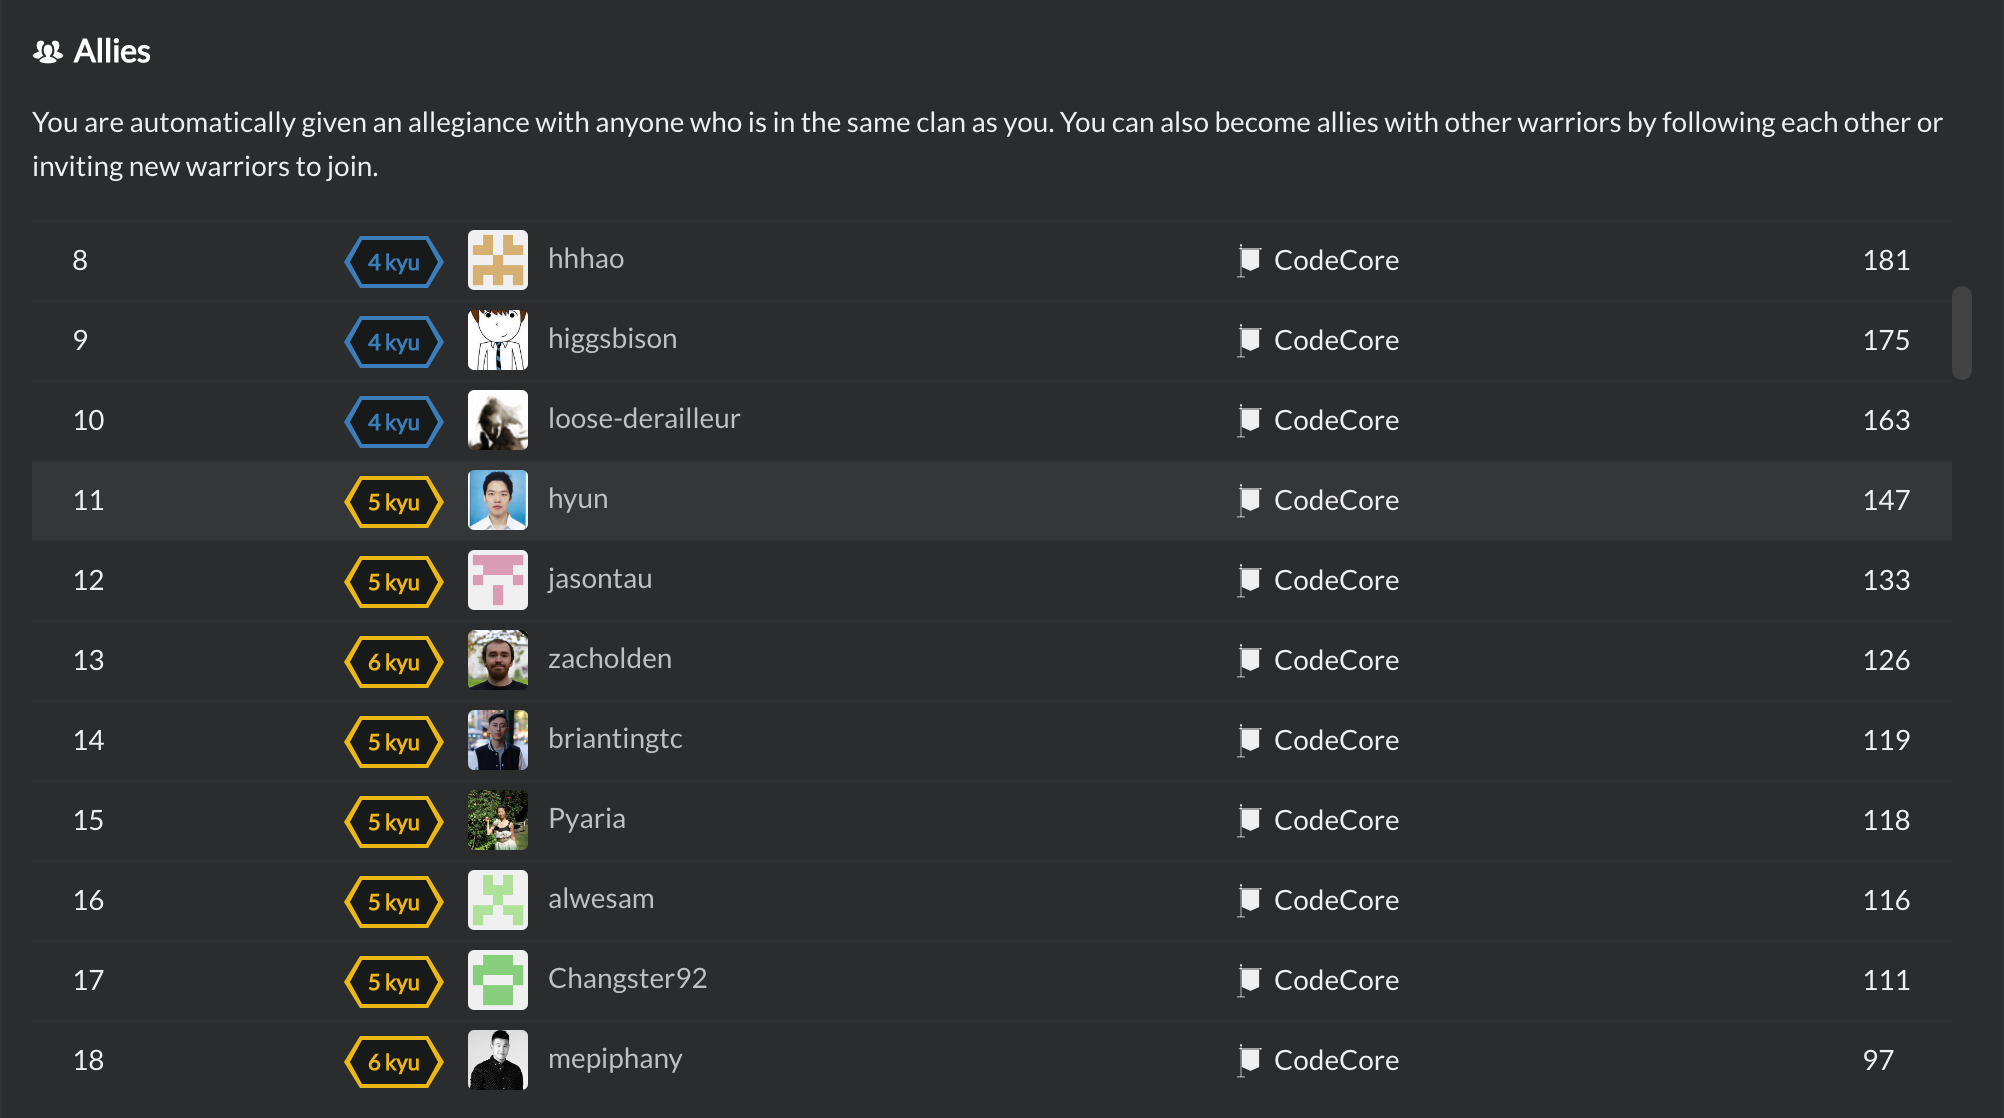 Allies
You are automatically given an allegiance with anyone who is in the same clan as you. You can also become allies with other warriors by following each other or
inviting new warriors to join.
8 4 kyu hhhao CodeCore 181
9 4 kyu higgsbison CodeCore 175
10 4 kyu loose-derailleur CodeCore 163
11 5 kyu hyun CodeCore 147
12 5 kyu jasontau CodeCore 133
13 6 kyu zacholden CodeCore 126
14 5 kyu briantingtc CodeCore 119
15 5 kyu Pyaria CodeCore 118
16 5 kyu alwesam CodeCore 116
17 5 kyu Changster92 CodeCore 111
18 6 kyu mepiphany CodeCore 97